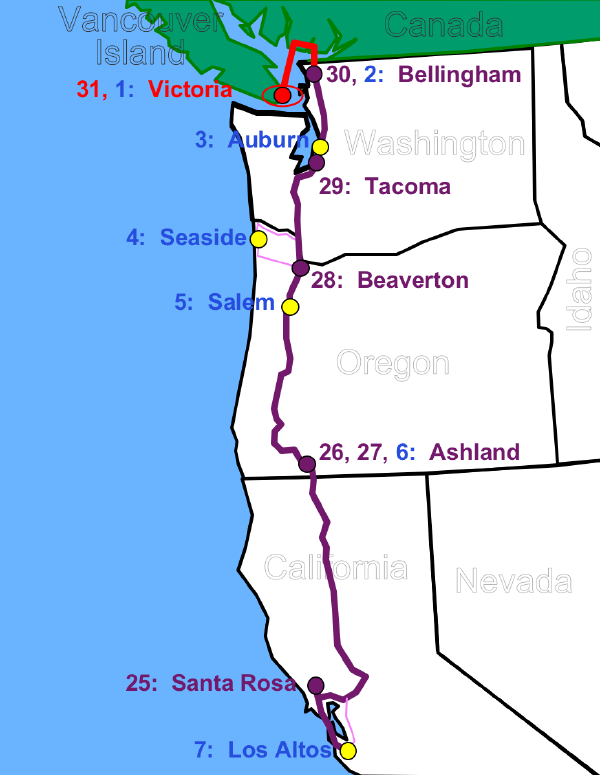 Vancouver
Island
Canada
30, 2: Bellingham
31, 1: Victoria
3: Auburn
Washington
29: Tacoma
4: Seaside
Idaho
28: Beaverton
5: Salem
Oregon
26, 27, 6: Ashland
California
Nevada
25: Santa Rosa
7: Los Altos